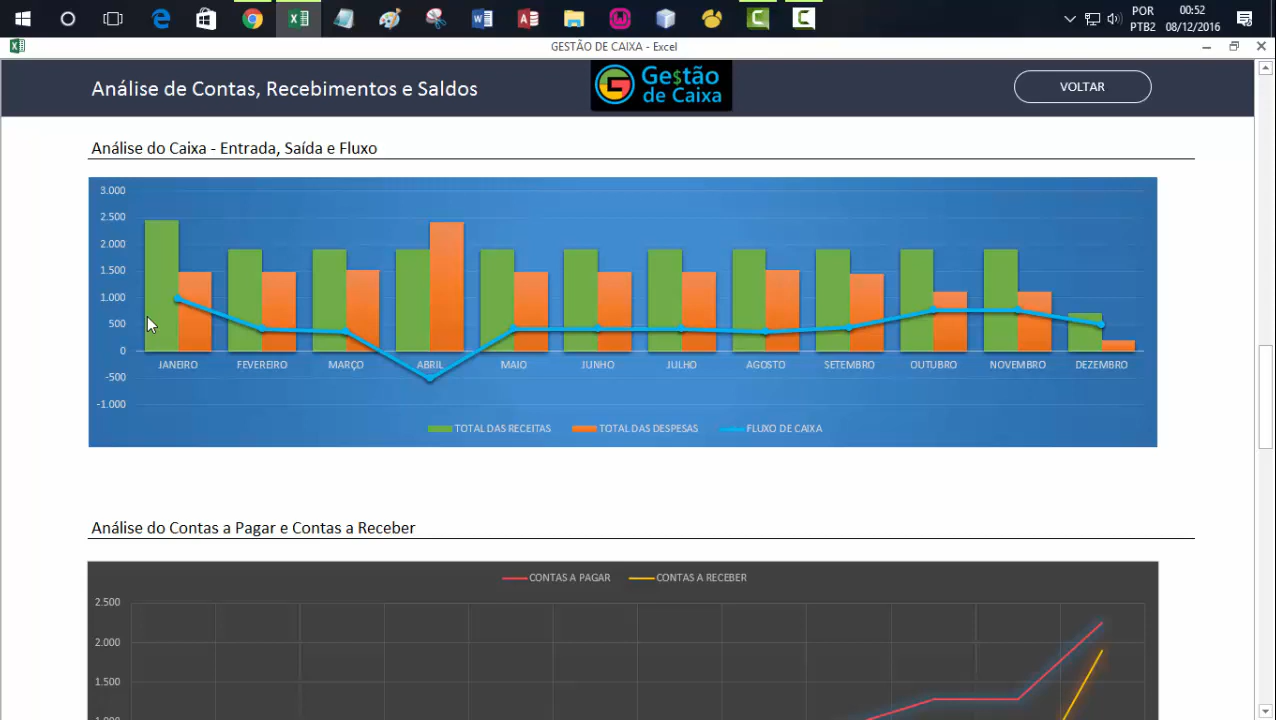 POR
00:52
PTB2
08/12/2016
GESTÃO DE CAIXA - Excel
Análise de Contas, Recebimentos e Saldos
Ge$tão
de Caixa
VOLTAR
Análise do Caixa - Entrada, Saída e Fluxo
3.000
2.500
2.000
1.500
1.000
500
0
-500
-1.000
JANEIRO FEVEREIRO MARÇO ABRIL MAIO JUNHO JULHO AGOSTO SETEMBRO OUTUBRO NOVEMBRO DEZEMBRO
TOTAL DAS RECEITAS TOTAL DAS DESPESAS FLUXO DE CAIXA
Análise do Contas a Pagar e Contas a Receber
CONTAS A PAGAR CONTAS A RECEBER
2.500
2.000
1.500